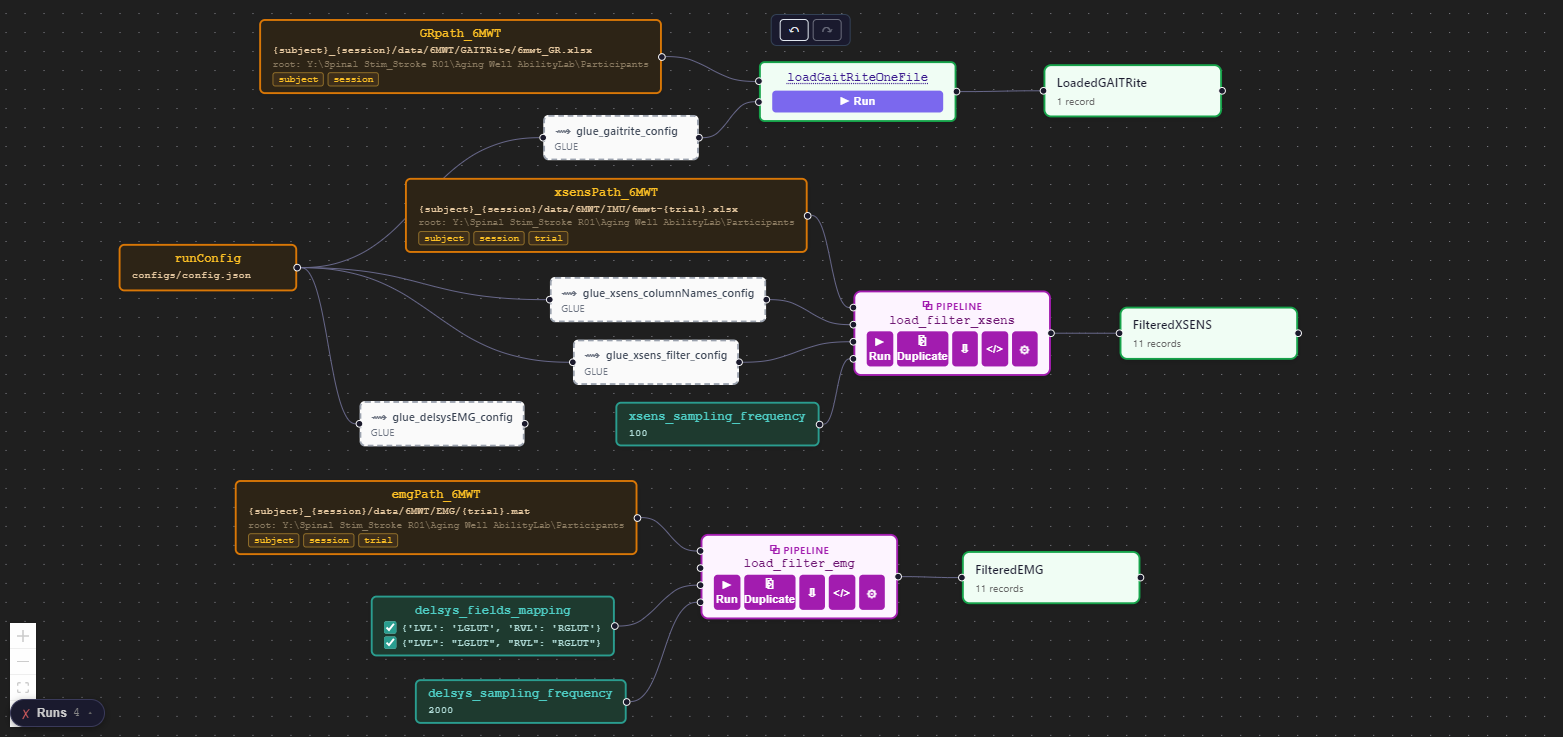 GRpath_6MWT
{subject}_{session}/data/6MWT/GAITRite/6mwt_GR.xlsx
root: Y:\Spinal Stim_Stroke R01\Aging Well AbilityLab\Participants
subject session
loadGaitRiteOneFile
▶ Run
LoadedGAITRite
1 record
glue_gaitrite_config
GLUE
xsensPath_6MWT
{subject}_{session}/data/6MWT/IMU/6mwt-{trial}.xlsx
root: Y:\Spinal Stim_Stroke R01\Aging Well AbilityLab\Participants
subject session trial
runConfig
configs/config.json
glue_xsens_columnNames_config
GLUE
PIPELINE
load_filter_xsens
Run Duplicate </>
FilteredXSENS
11 records
glue_xsens_filter_config
GLUE
glue_delsysEMG_config
GLUE
xsens_sampling_frequency
100
emgPath_6MWT
{subject}_{session}/data/6MWT/EMG/{trial}.mat
root: Y:\Spinal Stim_Stroke R01\Aging Well AbilityLab\Participants
subject session trial
PIPELINE
load_filter_emg
Run Duplicate </>
FilteredEMG
11 records
delsys_fields_mapping
{'LVL': 'LGLUT', 'RVL': 'RGLUT'}
{"LVL": "LGLUT", "RVL": "RGLUT"}
delsys_sampling_frequency
2000
X Runs 4